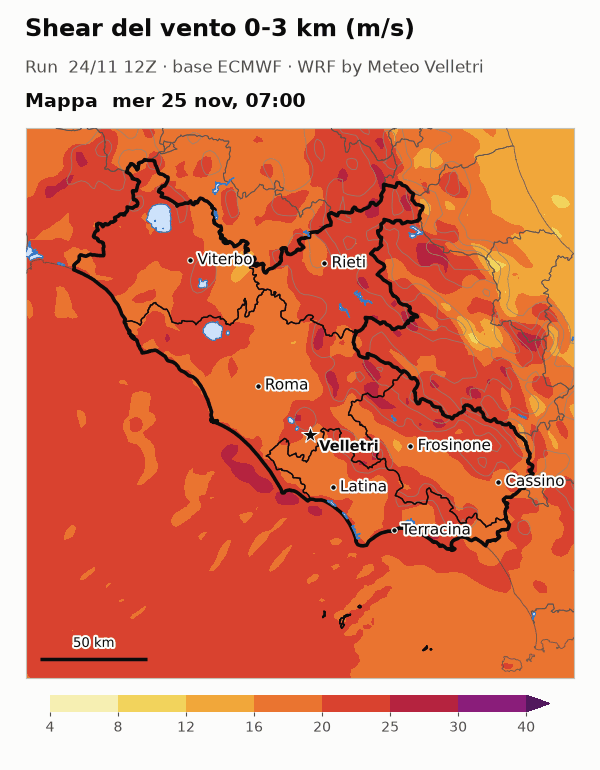 Shear del vento 0-3 km (m/s)
Run  24/11 12Z · base ECMWF · WRF by Meteo Velletri
Mappa  mer 25 nov, 07:00
Viterbo
Rieti
Roma
Velletri
Frosinone
Latina
Cassino
Terracina
50 km
4 8 12 16 20 25 30 40